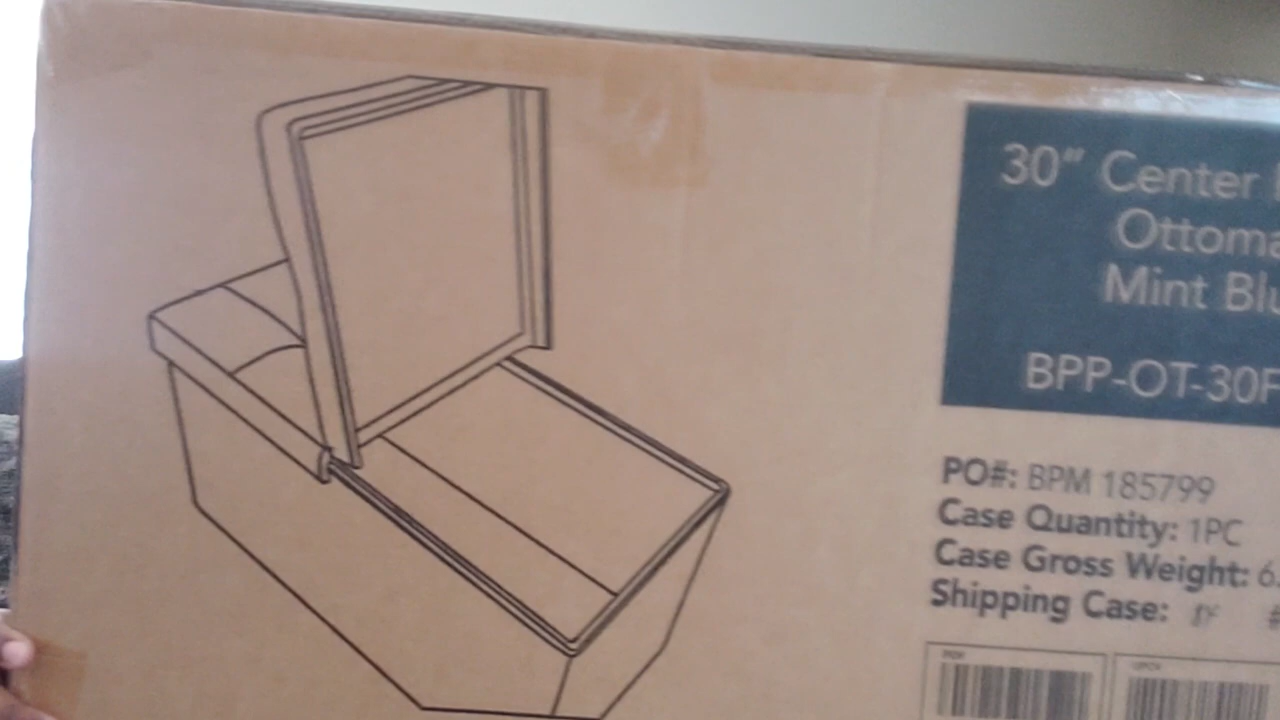 30" Center
Ottoma
Mint Blu
BPP-OT-30F
PO#: BPM 185799
Case Quantity: 1PC
Case Gross Weight: 6
Shipping Case: